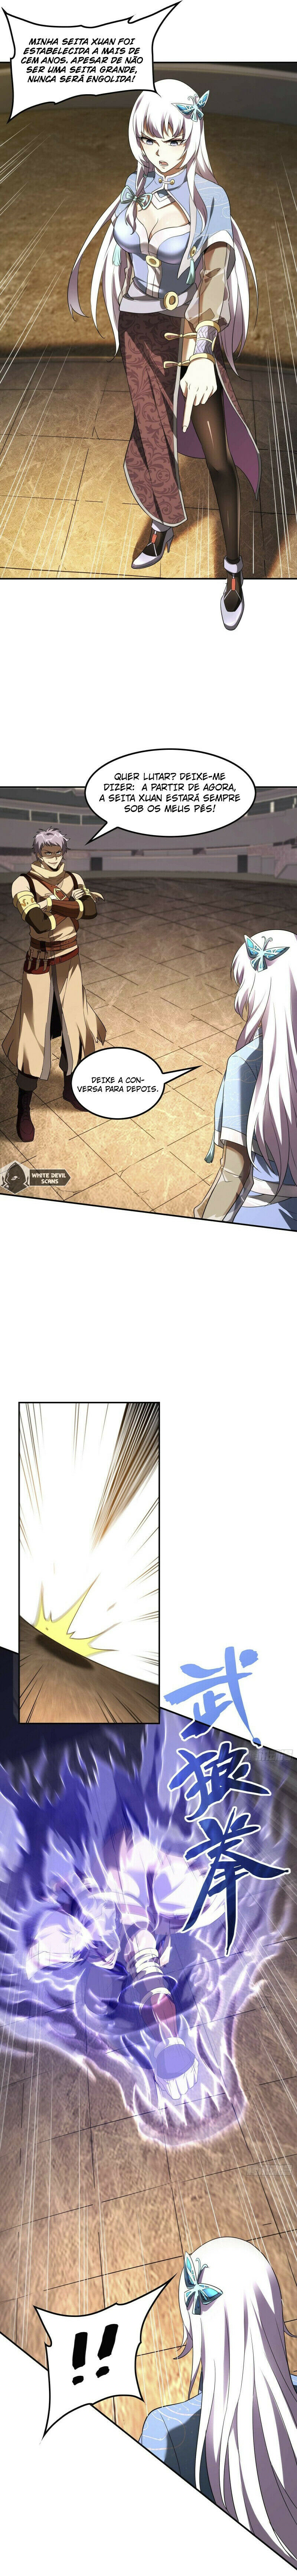 MINHA SEITA XUAN FOI
ESTABELECIDA A MAIS DE
CEM ANOS. APESAR DE NÃO
SER UMA SEITA GRANDE,
NUNCA SERÁ ENGOLIDA!
QUER LUTAR? DEIXE-ME
DIZER: A PARTIR DE AGORA,
A SEITA XUAN ESTARÁ SEMPRE
SOB OS MEUS PÉS!
DEIXE A CON-
VERSA PARA DEPOIS.
WHITE DEVIL
SCANS
武狼拳
!!